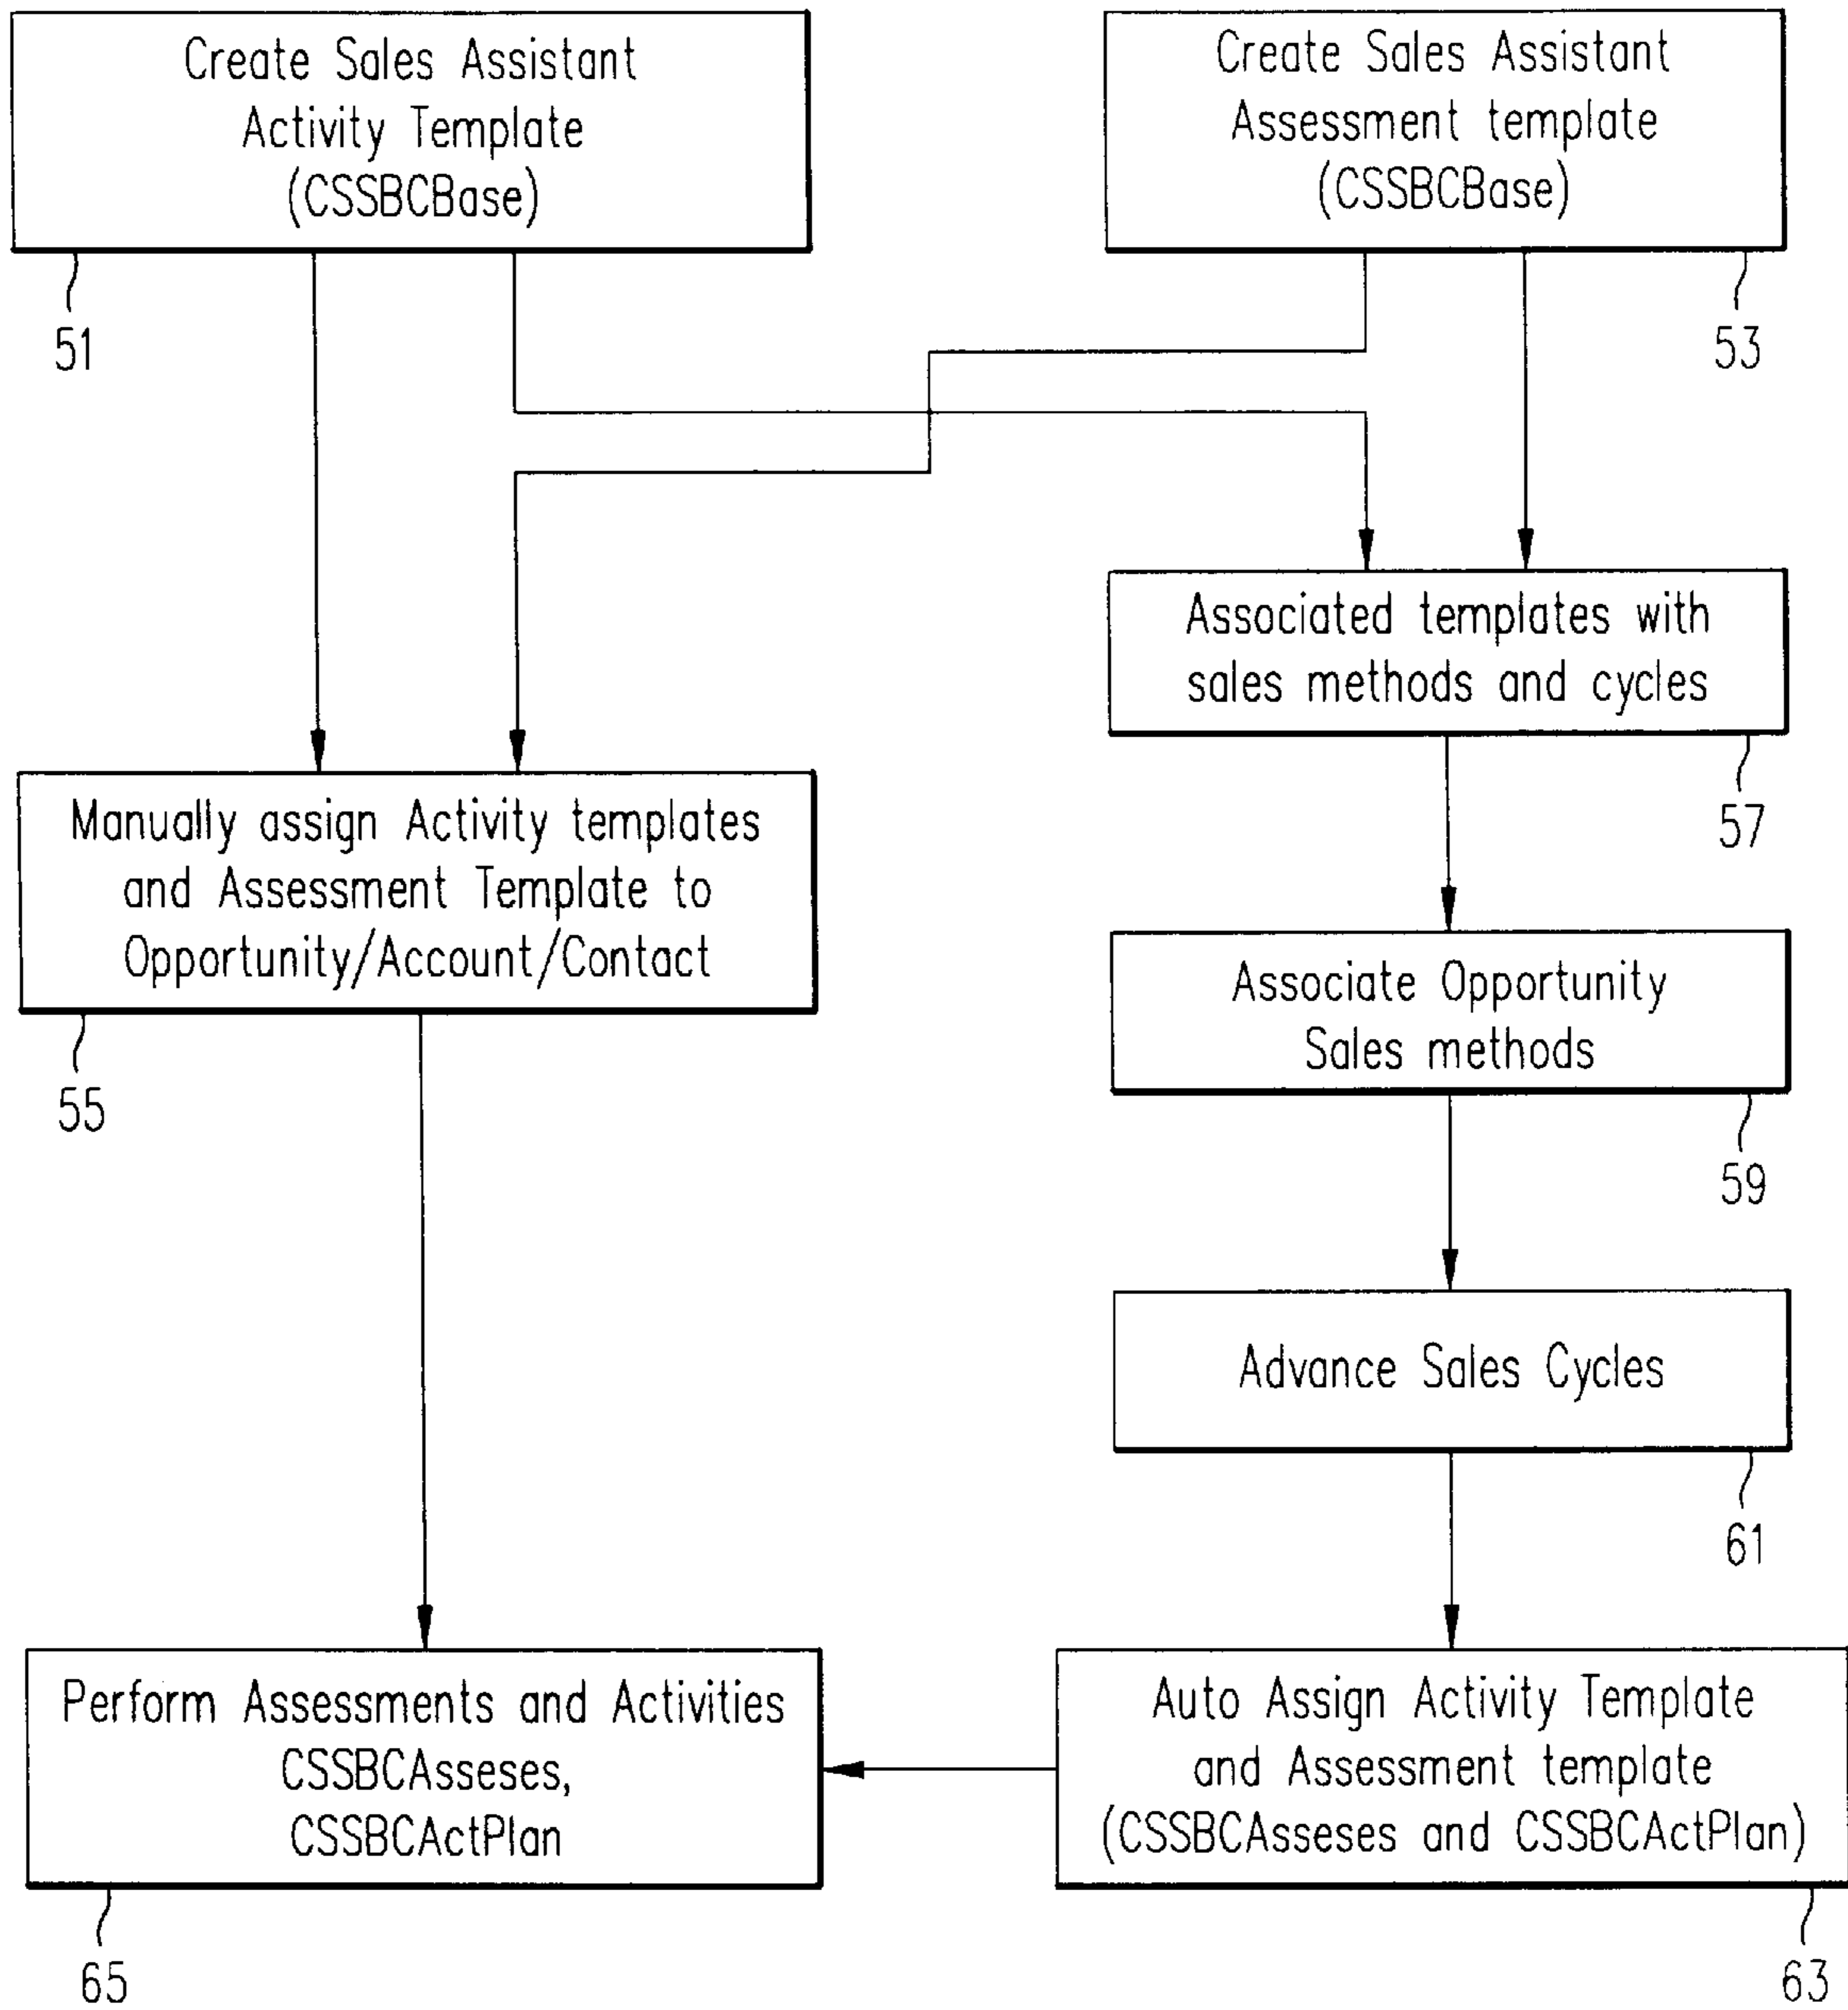 Create Sales Assistant
Activity Template
(CSSBCBase)
51
Create Sales Assistant
Assessment template
(CSSBCBase)
53
Associated templates with
sales methods and cycles
57
Manually assign Activity templates
and Assessment Template to
Opportunity/Account/Contact
55
Associate Opportunity
Sales methods
59
Advance Sales Cycles
61
Perform Assessments and Activities
CSSBCAsseses,
CSSBCActPlan
65
Auto Assign Activity Template
and Assessment template
(CSSBCAsseses and CSSBCActPlan)
63